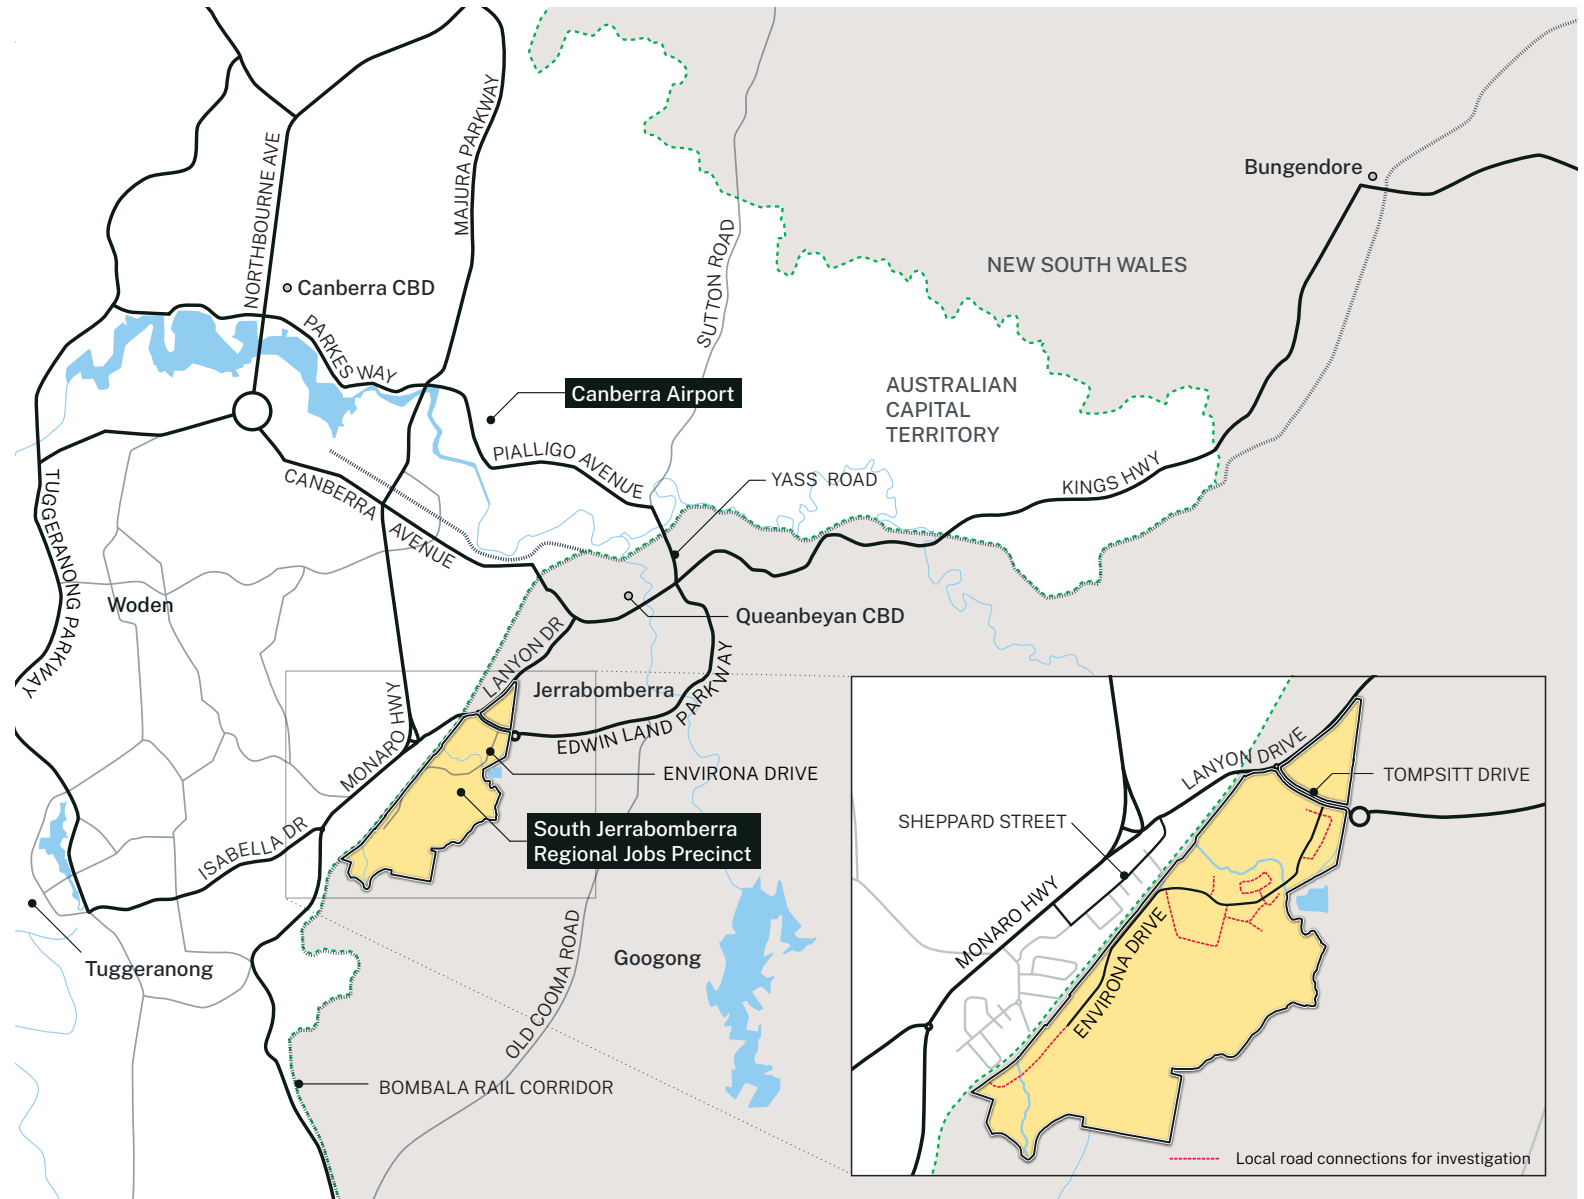 Bungendore
NORTHBOURNE AVE
MAJURA PARKWAY
NEW SOUTH WALES
Canberra CBD
SUTTON ROAD
PARKES WAY
Canberra Airport
AUSTRALIAN
CAPITAL
TERRITORY
PIALLIGO AVENUE
YASS ROAD
KINGS HWY
CANBERRA AVENUE
TUGGERANONG PARKWAY
Woden
Queanbeyan CBD
LANYON DR
Jerrabomberra
MONARO HWY
EDWIN LAND PARKWAY
ENVIRONA DRIVE
South Jerrabomberra
Regional Jobs Precinct
ISABELLA DR
Tuggeranong
Googong
OLD COOMA ROAD
BOMBALA RAIL CORRIDOR
LANYON DRIVE
TOMPSITT DRIVE
SHEPPARD STREET
MONARO HWY
ENVIRONA DRIVE
Local road connections for investigation